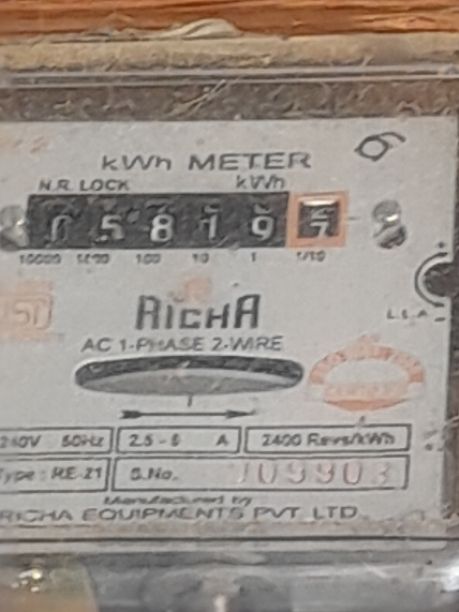 kWh METER
N.R. LOCK kWh
5 8 1 9 7
10000 1000 100 10 1 1/10
RICHA
AC 1-PHASE 2-WIRE
240V 50Hz 2.5 - 5 A 2400 Revs/kWh
Type : RE-21 S.No. 709903
Manufactured by
RICHA EQUIPMENTS PVT. LTD.